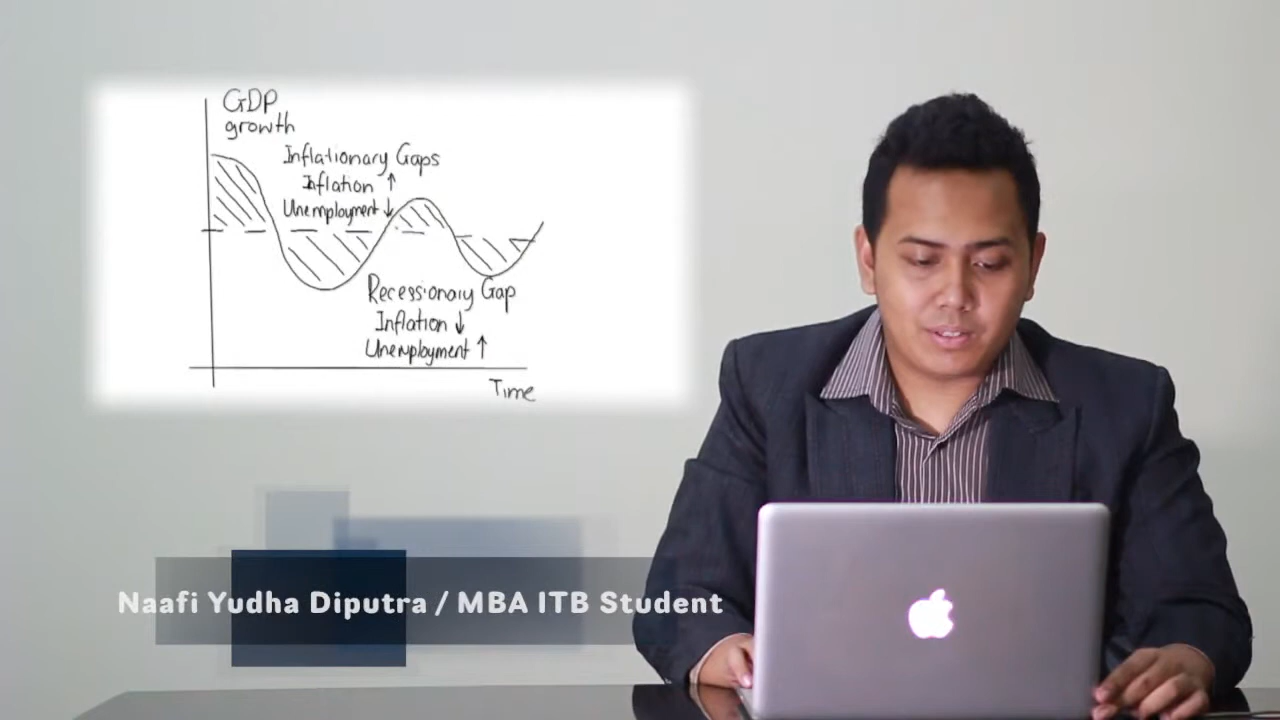 GDP
growth
Inflationary Gaps
Inflation ↑
Unemployment ↓
Recessionary Gap
Inflation ↓
Unemployment ↑
Time
Naafi Yudha Diputra / MBA ITB Student